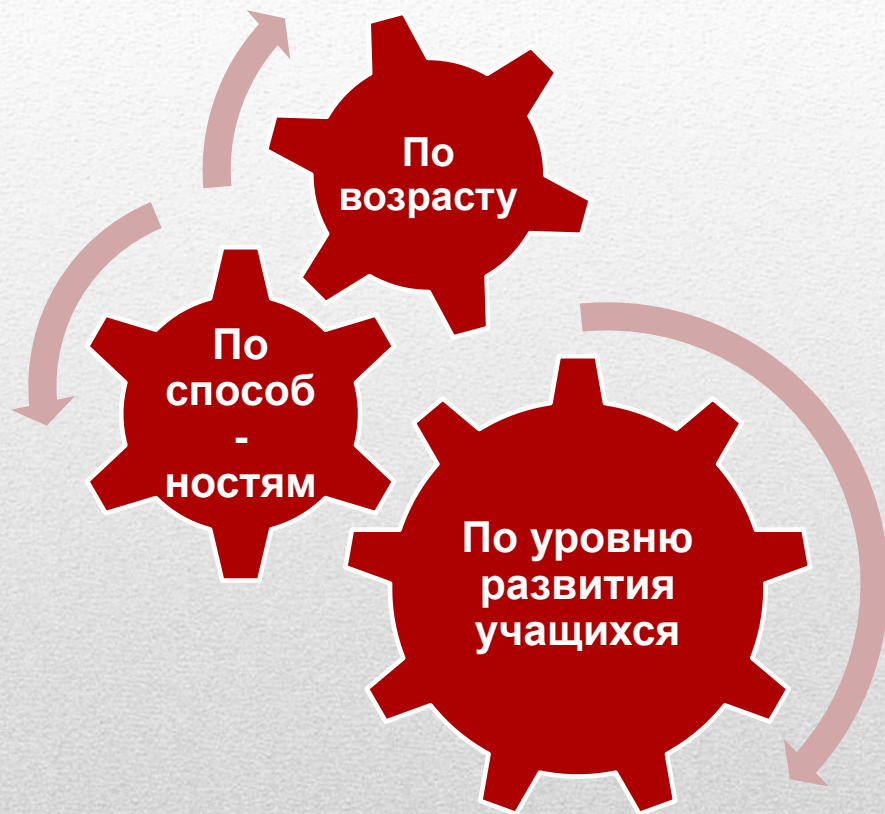 По
возрасту
По
способ
-
ностям
По уровню
развития
учащихся